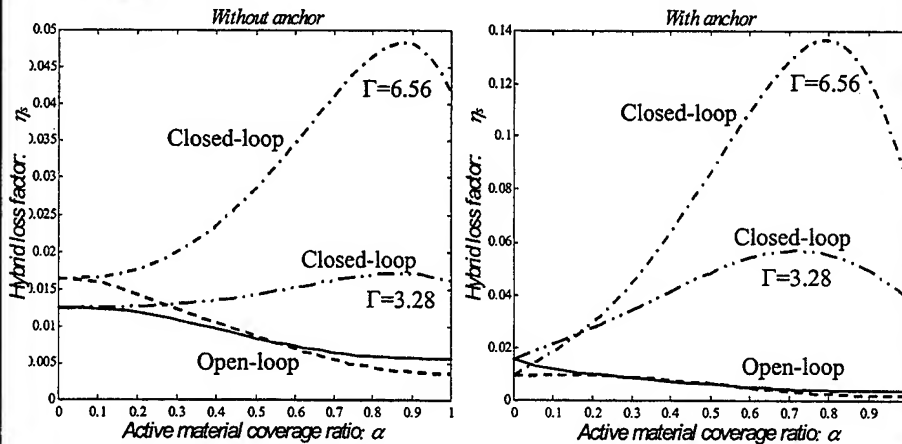 Without anchor
0.05
0.045
0.04
0.035
0.03
0.025
0.02
0.015
0.01
0.005
0
Hybrid loss factor: ηs
Γ=6.56
Closed-loop
Closed-loop
Γ=3.28
Open-loop
0 0.1 0.2 0.3 0.4 0.5 0.6 0.7 0.8 0.9 1
Active material coverage ratio: α
With anchor
0.14
0.12
0.1
0.08
0.06
0.04
0.02
0
Hybrid loss factor: ηs
Γ=6.56
Closed-loop
Closed-loop
Γ=3.28
Open-loop
0 0.1 0.2 0.3 0.4 0.5 0.6 0.7 0.8 0.9
Active material coverage ratio: α